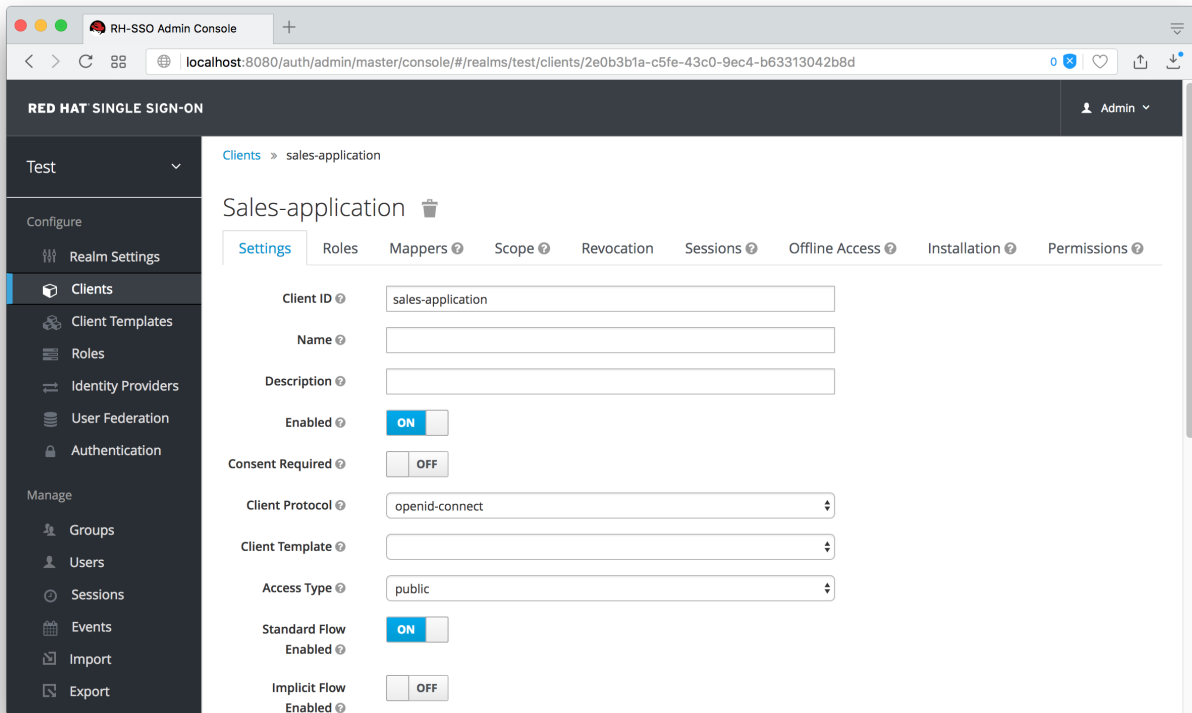 RH-SSO Admin Console
localhost:8080/auth/admin/master/console/#/realms/test/clients/2e0b3b1a-c5fe-43c0-9ec4-b63313042b8d
0
RED HAT SINGLE SIGN-ON
Admin
Test
Configure
Realm Settings
Clients
Client Templates
Roles
Identity Providers
User Federation
Authentication
Manage
Groups
Users
Sessions
Events
Import
Export
Clients » sales-application
Sales-application
Settings Roles Mappers Scope Revocation Sessions Offline Access Installation Permissions
Client ID sales-application
Name
Description
Enabled ON
Consent Required OFF
Client Protocol openid-connect
Client Template
Access Type public
Standard Flow
Enabled
ON
Implicit Flow
Enabled
OFF